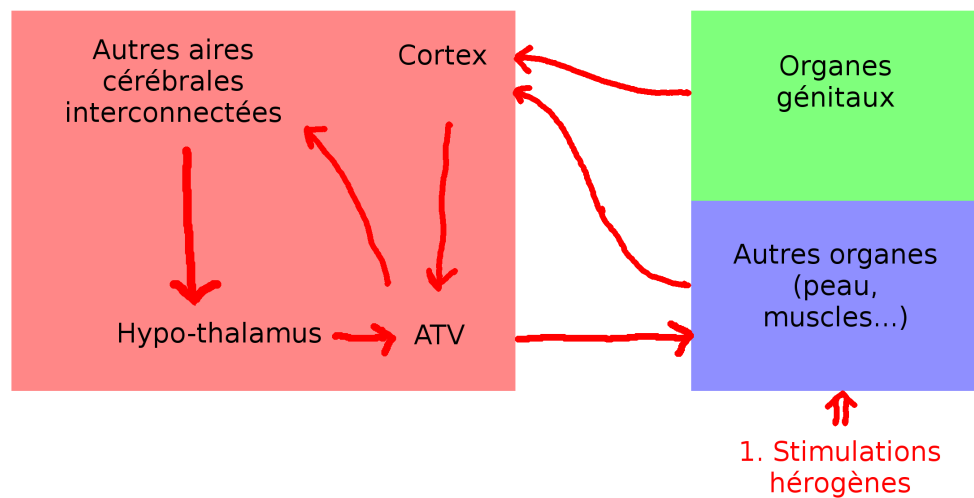 Autres aires
cérébrales
interconnectées
Cortex
Organes
génitaux
Autres organes
(peau,
muscles...)
Hypo-thalamus
ATV
1. Stimulations
hérogènes